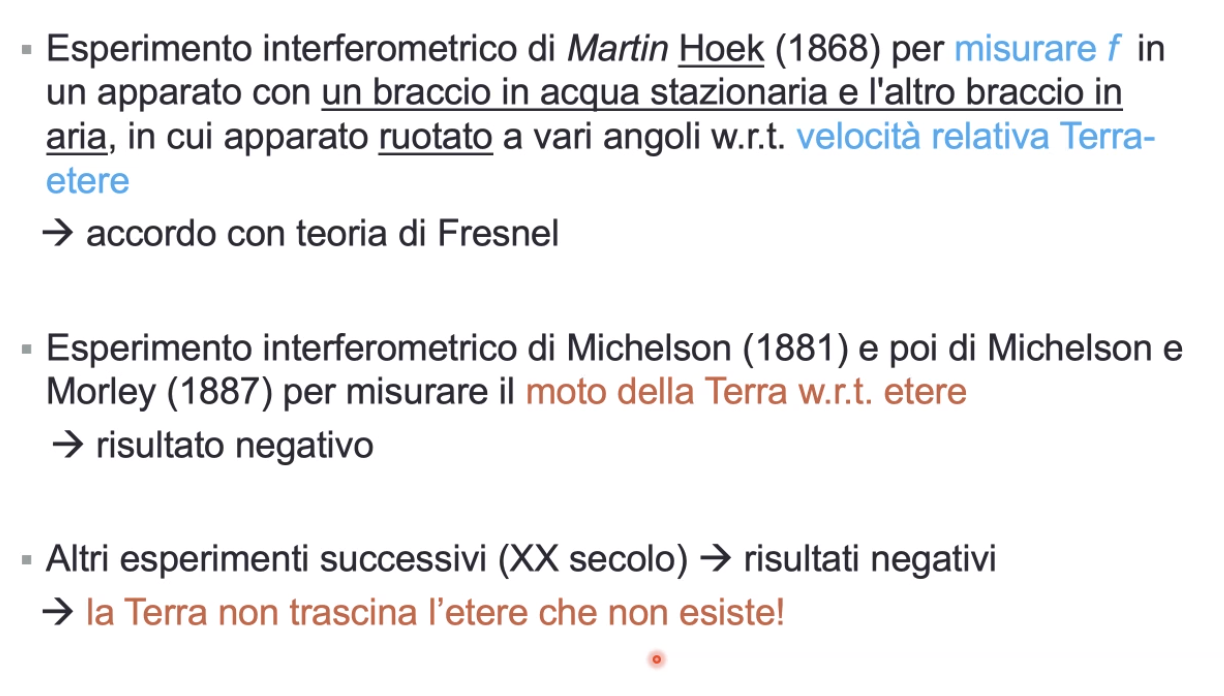 ▪ Esperimento interferometrico di Martin Hoek (1868) per misurare f in
un apparato con un braccio in acqua stazionaria e l'altro braccio in
aria, in cui apparato ruotato a vari angoli w.r.t. velocità relativa Terra-
etere
→ accordo con teoria di Fresnel
▪ Esperimento interferometrico di Michelson (1881) e poi di Michelson e
Morley (1887) per misurare il moto della Terra w.r.t. etere
→ risultato negativo
▪ Altri esperimenti successivi (XX secolo) → risultati negativi
→ la Terra non trascina l’etere che non esiste!